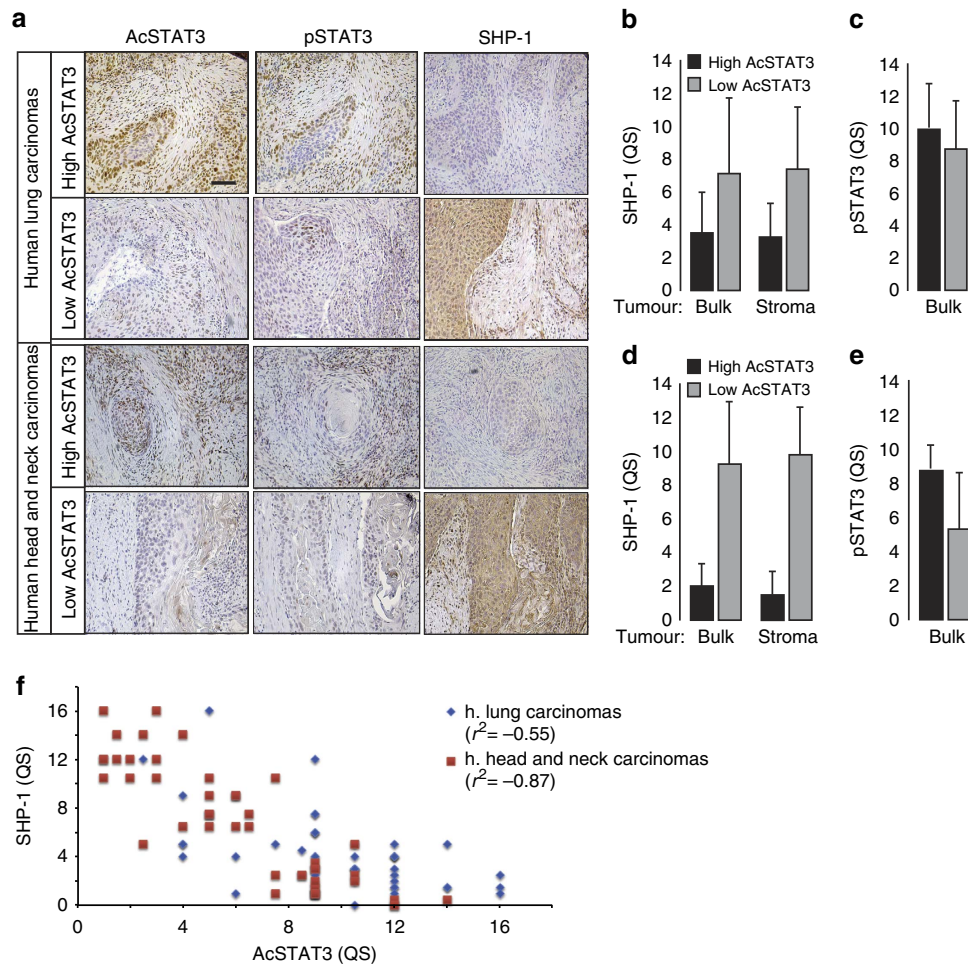 a
AcSTAT3
pSTAT3
SHP-1
Human lung carcinomas
High AcSTAT3
Low AcSTAT3
Human head and neck carcinomas
High AcSTAT3
Low AcSTAT3
b
14
12
10
8
6
4
2
0
SHP-1 (QS)
High AcSTAT3
Low AcSTAT3
Tumour: Bulk Stroma
c
14
12
10
8
6
4
2
0
pSTAT3 (QS)
Bulk
d
14
12
10
8
6
4
2
0
SHP-1 (QS)
High AcSTAT3
Low AcSTAT3
Tumour: Bulk Stroma
e
14
12
10
8
6
4
2
0
pSTAT3 (QS)
Bulk
f
16
12
8
4
0
SHP-1 (QS)
h. lung carcinomas
(r² = –0.55)
h. head and neck carcinomas
(r² = –0.87)
0 4 8 12 16
AcSTAT3 (QS)